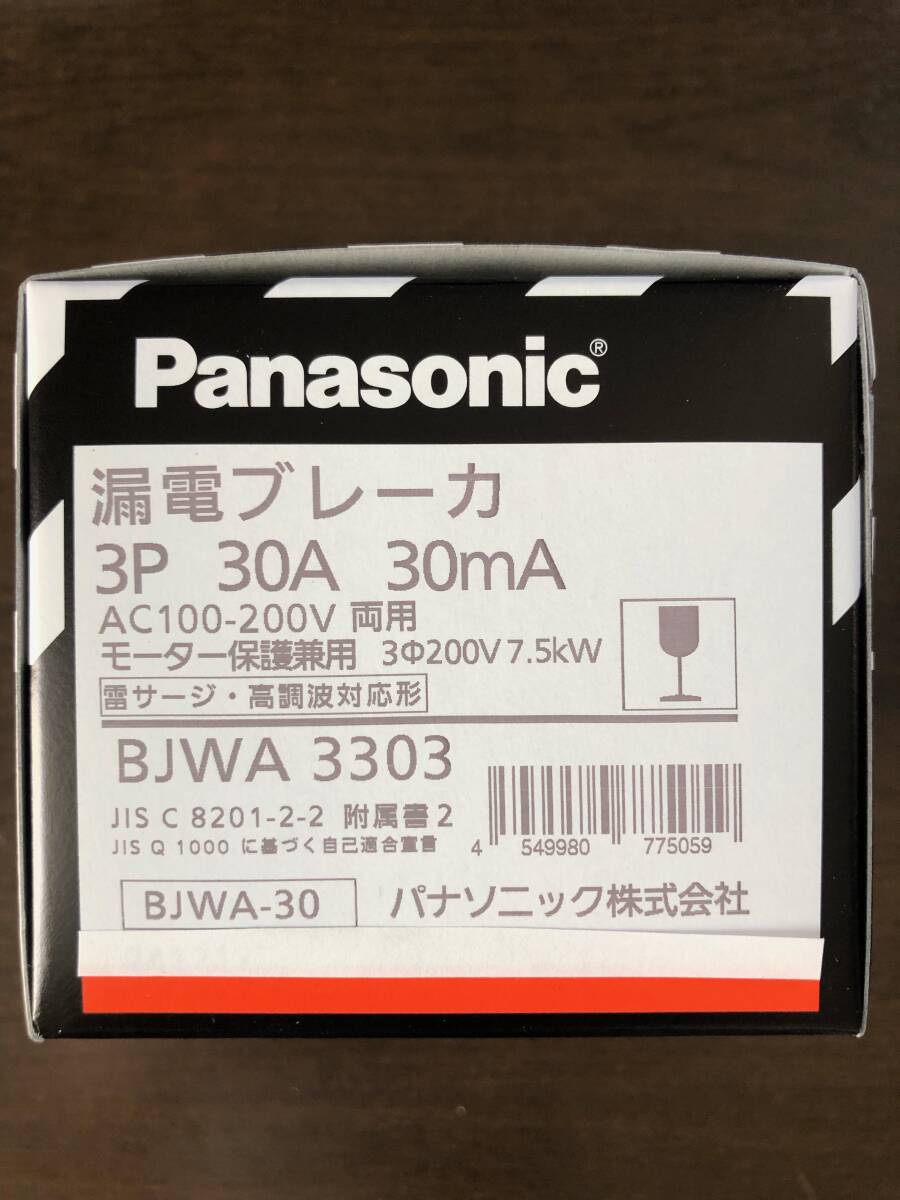 Panasonic®
漏電ブレーカ
3P 30A 30mA
AC100-200V 両用
モーター保護兼用 3Φ200V 7.5kW
雷サージ・高調波対応形
BJWA 3303
JIS C 8201-2-2 附属書2
JIS Q 1000 に基づく自己適合宣言
4 549980 775059
BJWA-30 パナソニック株式会社